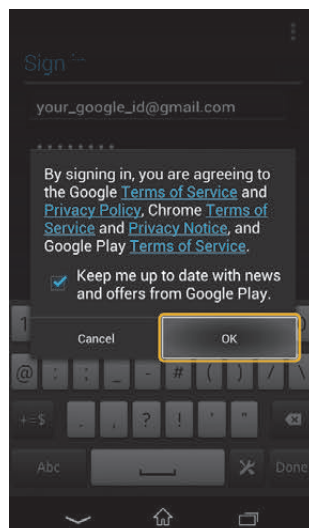 Sign
your_google_id@gmail.com
••••••••
By signing in, you are agreeing to
the Google Terms of Service and
Privacy Policy, Chrome Terms of
Service and Privacy Notice, and
Google Play Terms of Service.
Keep me up to date with news
and offers from Google Play.
Cancel OK
1
@ : ; _ - # ( ) / \
+=$ . , ? ! ' "
Abc Done